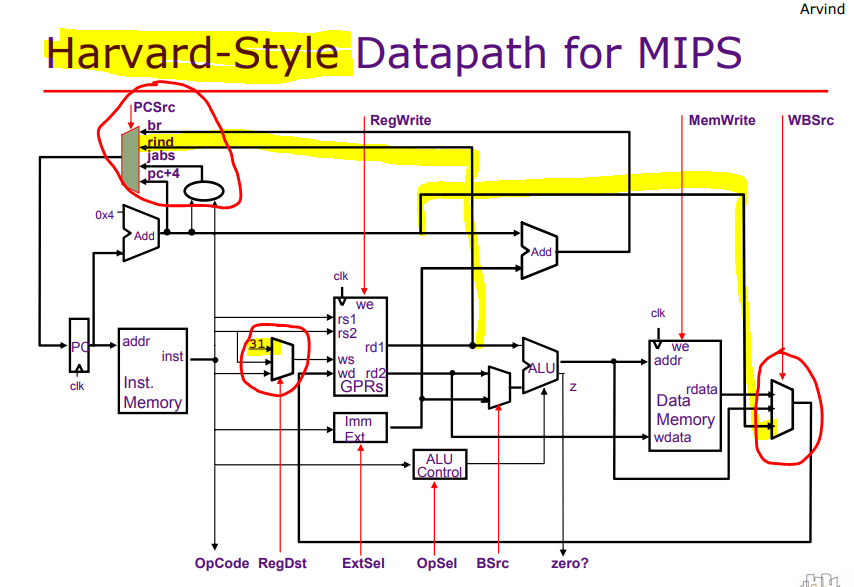 Arvind
Harvard-Style Datapath for MIPS
PCSrc
br
rind
jabs
pc+4
RegWrite
MemWrite
WBSrc
0x4
Add
Add
clk
we
rs1
rs2
rd1
ws
wd rd2
GPRs
31
PC
clk
addr
inst
Inst.
Memory
Imm
Ext
ALU
Control
ALU
z
clk
we
addr
rdata
Data
Memory
wdata
OpCode RegDst ExtSel OpSel BSrc zero?